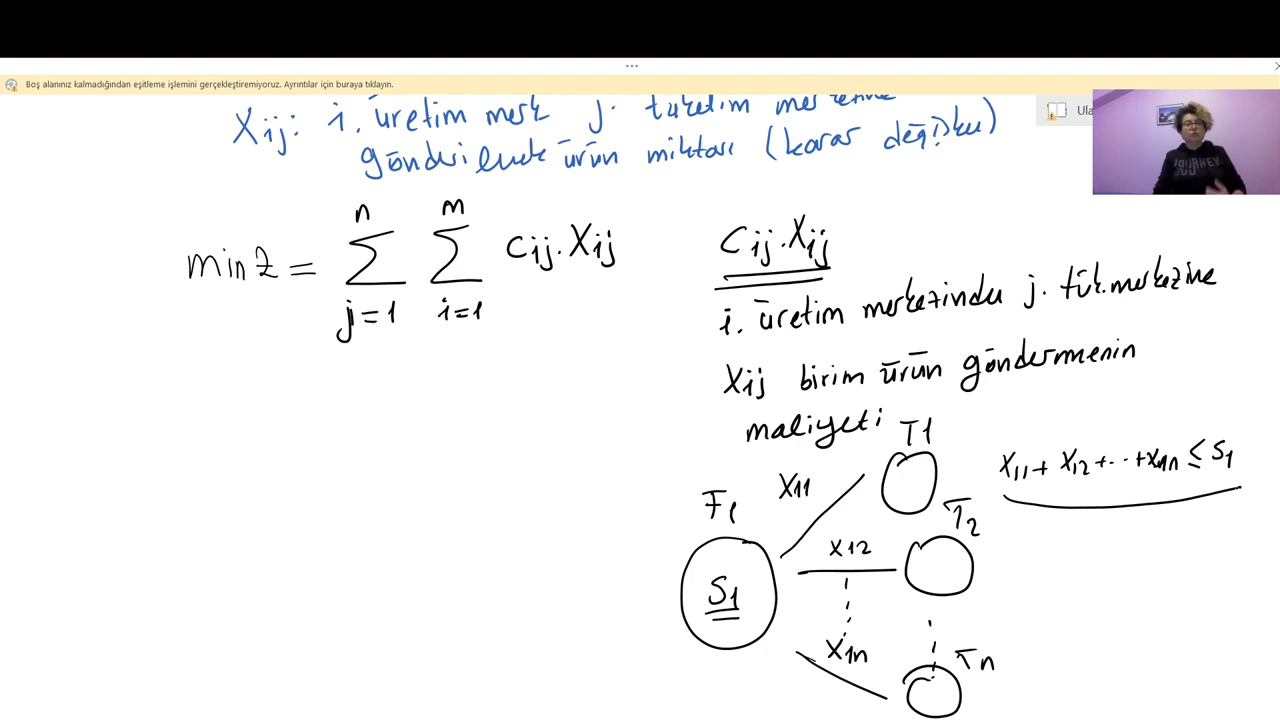 Boş alanınız kalmadığından eşitleme işlemini gerçekleştiremiyoruz. Ayrıntılar için buraya tıklayın.
Ula
Xij: i. üretim merk j. tüketim merkezine
ürün miktarı (karar
JOURNEY
min Z = n Σ j=1 m Σ i=1 Cij.Xij
Cij.Xij
i. üretim merkezinden j. tük.merkezine
Xij birim ürün göndermenin
maliyeti
T1
X11 + X12 + ... + X1n ≤ S1
X11
F1
T2
X12
S1
X1n
Tn